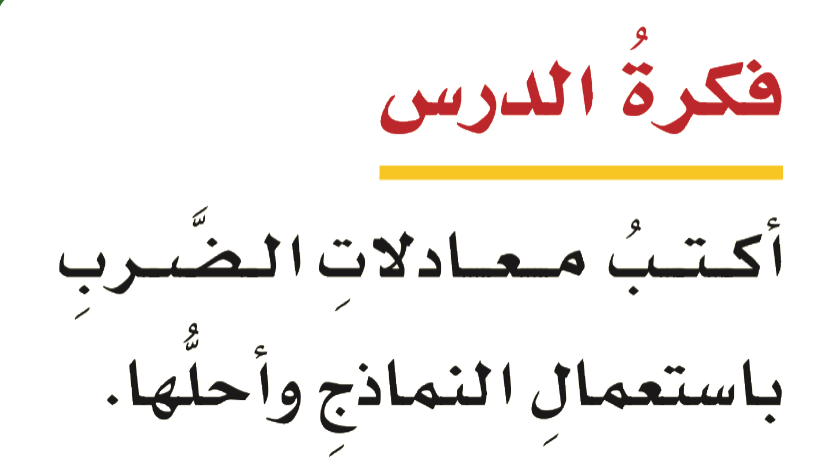 فكرةُ الدرس
أكتبُ معادلاتِ الضَّربِ
باستعمالِ النماذجِ وأحلُّها.